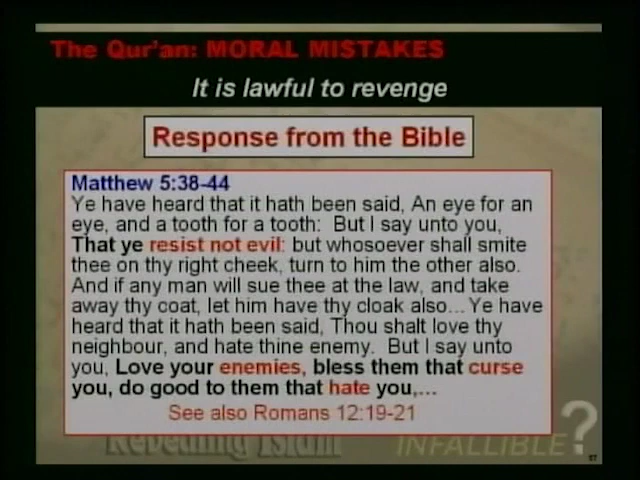 The Qur'an: MORAL MISTAKES
It is lawful to revenge
Response from the Bible
Matthew 5:38-44
Ye have heard that it hath been said, An eye for an
eye, and a tooth for a tooth: But I say unto you,
That ye resist not evil: but whosoever shall smite
thee on thy right cheek, turn to him the other also.
And if any man will sue thee at the law, and take
away thy coat, let him have thy cloak also... Ye have
heard that it hath been said, Thou shalt love thy
neighbour, and hate thine enemy. But I say unto
you, Love your enemies, bless them that curse
you, do good to them that hate you,...
See also Romans 12:19-21
Revealing Islam INFALLIBLE?